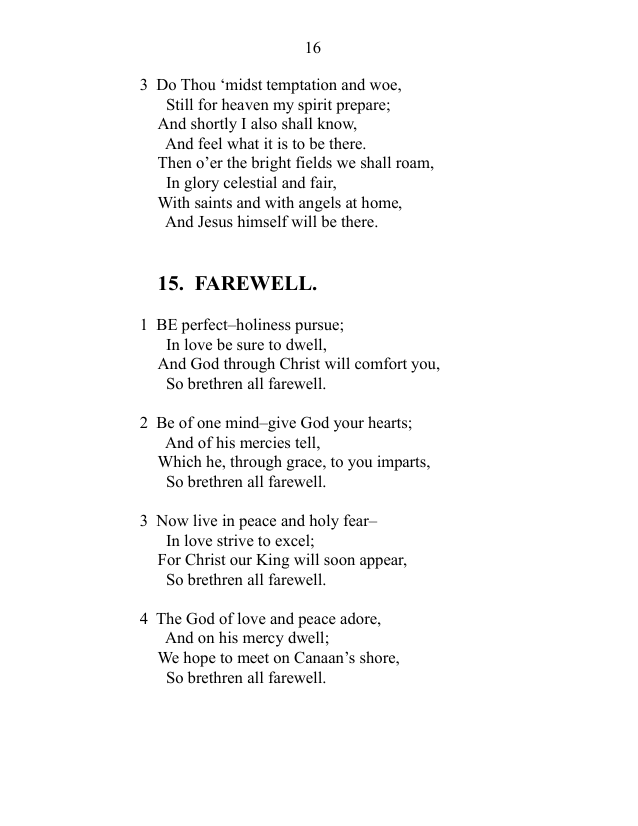 16
3 Do Thou ‘midst temptation and woe,
Still for heaven my spirit prepare;
And shortly I also shall know,
And feel what it is to be there.
Then o’er the bright fields we shall roam,
In glory celestial and fair,
With saints and with angels at home,
And Jesus himself will be there.
15. FAREWELL.
1 BE perfect–holiness pursue;
In love be sure to dwell,
And God through Christ will comfort you,
So brethren all farewell.
2 Be of one mind–give God your hearts;
And of his mercies tell,
Which he, through grace, to you imparts,
So brethren all farewell.
3 Now live in peace and holy fear–
In love strive to excel;
For Christ our King will soon appear,
So brethren all farewell.
4 The God of love and peace adore,
And on his mercy dwell;
We hope to meet on Canaan’s shore,
So brethren all farewell.